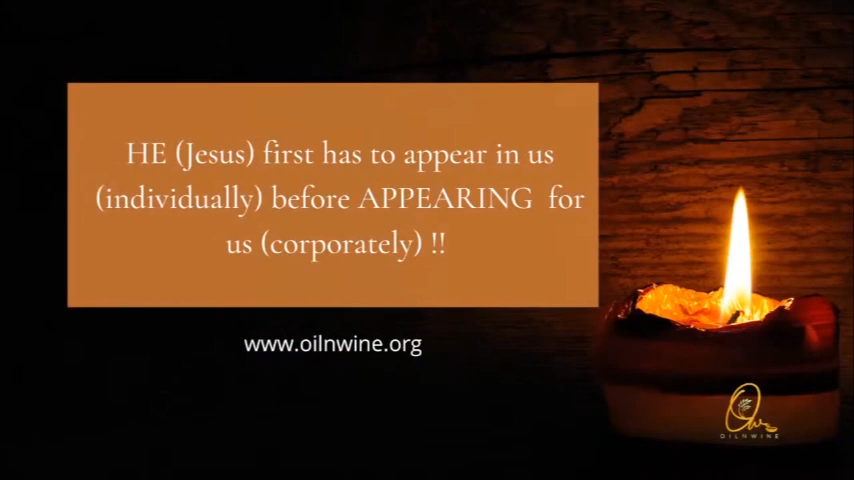 HE (Jesus) first has to appear in us
(individually) before APPEARING for
us (corporately) !!
www.oilnwine.org
OILNWINE